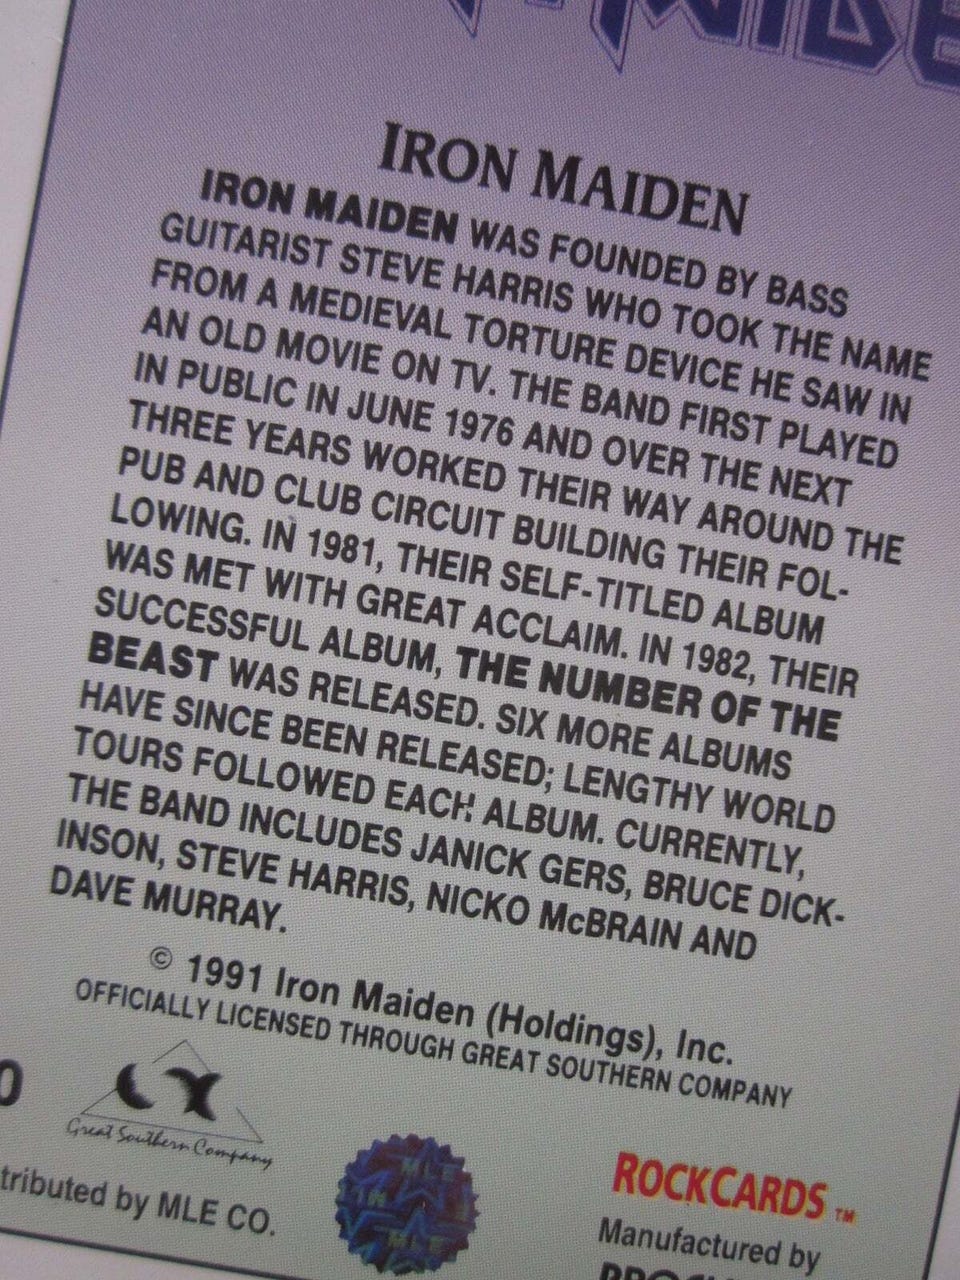 MAIDE
IRON MAIDEN
IRON MAIDEN WAS FOUNDED BY BASS
GUITARIST STEVE HARRIS WHO TOOK THE NAME
FROM A MEDIEVAL TORTURE DEVICE HE SAW IN
AN OLD MOVIE ON TV. THE BAND FIRST PLAYED
IN PUBLIC IN JUNE 1976 AND OVER THE NEXT
THREE YEARS WORKED THEIR WAY AROUND THE
PUB AND CLUB CIRCUIT BUILDING THEIR FOL-
LOWING. IN 1981, THEIR SELF-TITLED ALBUM
WAS MET WITH GREAT ACCLAIM. IN 1982, THEIR
SUCCESSFUL ALBUM, THE NUMBER OF THE
BEAST WAS RELEASED. SIX MORE ALBUMS
HAVE SINCE BEEN RELEASED; LENGTHY WORLD
TOURS FOLLOWED EACH ALBUM. CURRENTLY,
THE BAND INCLUDES JANICK GERS, BRUCE DICK-
INSON, STEVE HARRIS, NICKO McBRAIN AND
DAVE MURRAY.
© 1991 Iron Maiden (Holdings), Inc.
OFFICIALLY LICENSED THROUGH GREAT SOUTHERN COMPANY
0
Great Southern Company
tributed by MLE CO.
MLE
MLE
ROCKCARDS TM
Manufactured by